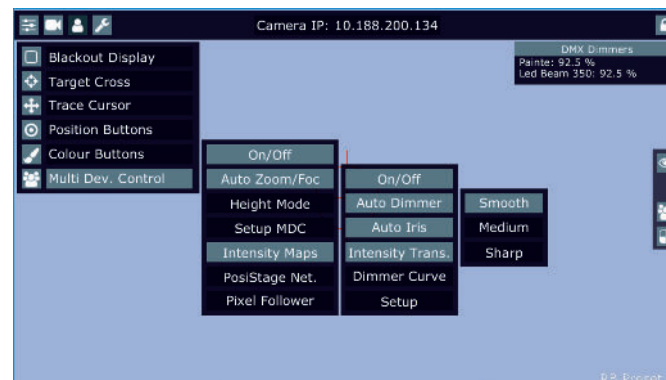 Camera IP: 10.188.200.134
DMX Dimmers
Painte: 92.5 %
Led Beam 350: 92.5 %
Blackout Display
Target Cross
Trace Cursor
Position Buttons
Colour Buttons
Multi Dev. Control
On/Off
Auto Zoom/Foc
Height Mode
Setup MDC
Intensity Maps
PosiStage Net.
Pixel Follower
On/Off
Auto Dimmer
Auto Iris
Intensity Trans.
Dimmer Curve
Setup
Smooth
Medium
Sharp